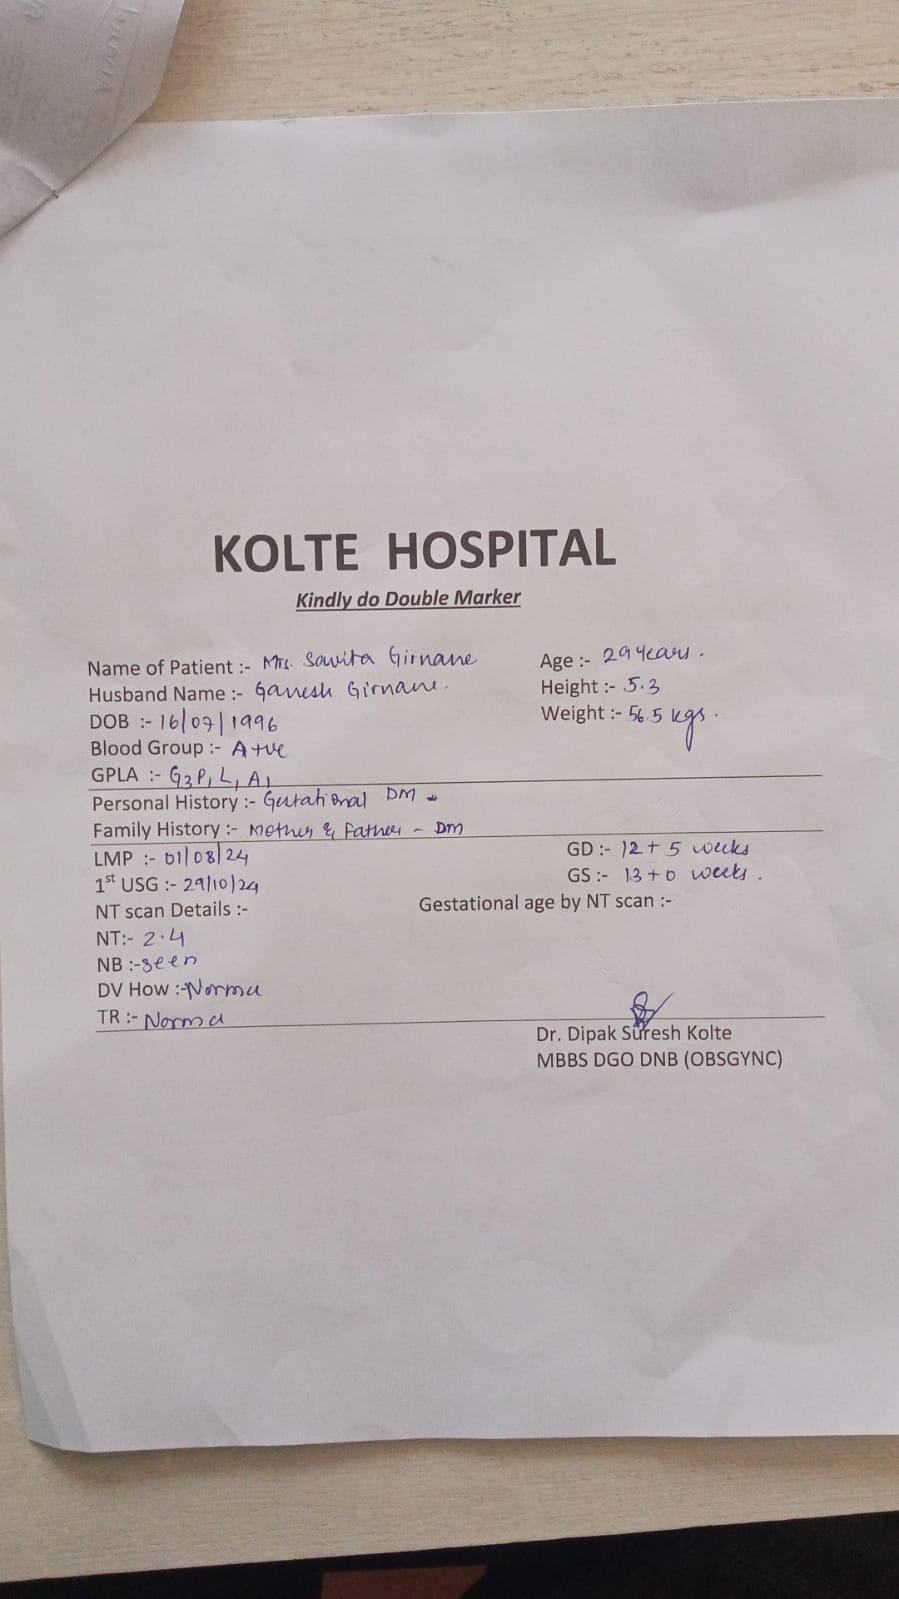 KOLTE HOSPITAL
Kindly do Double Marker
Name of Patient :- Mrs. Savita Girnane
Age :- 29 years.
Husband Name :- Ganesh Girnane.
Height :- 5.3
DOB :- 16/07/1996
Weight :- 56.5 kgs.
Blood Group :- A+ve
GPLA :- G3P1L1A1
Personal History :- Gestational DM
Family History :- Mother & Father - DM
LMP :- 01/08/24
GD :- 12+5 weeks
1st USG :- 29/10/24
GS :- 13+0 weeks.
NT scan Details :-
Gestational age by NT scan :-
NT:- 2.4
NB :-seen
DV How :-Normal
TR :- Normal
Dr. Dipak Suresh Kolte
MBBS DGO DNB (OBSGYNC)